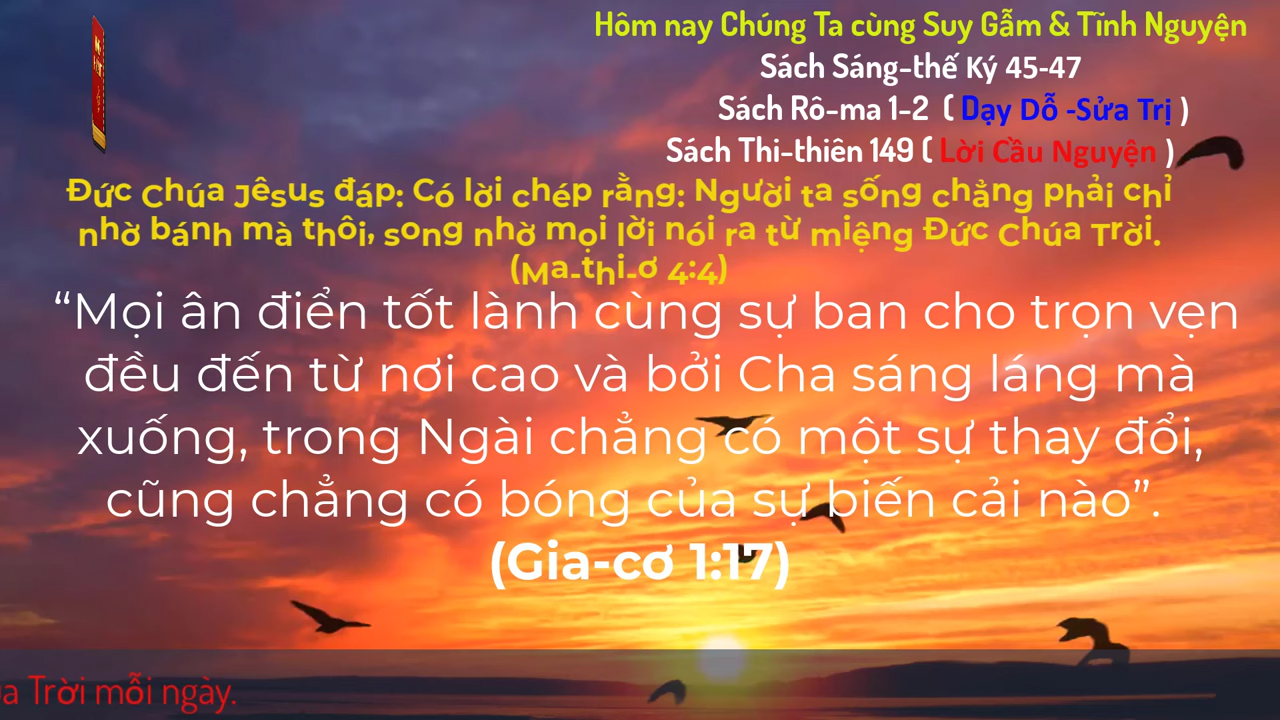 Hôm nay Chúng Ta cùng Suy Gẫm & Tĩnh Nguyện
Sách Sáng-thế Ký 45-47
Sách Rô-ma 1-2 ( Dạy Dỗ -Sửa Trị )
Sách Thi-thiên 149 ( Lời Cầu Nguyện )
Đức Chúa Jêsus đáp: Có lời chép rằng: Người ta sống chẳng phải chỉ
nhờ bánh mà thôi, song nhờ mọi lời nói ra từ miệng Đức Chúa Trời.
(Ma-thi-ơ 4:4)
“Mọi ân điển tốt lành cùng sự ban cho trọn vẹn
đều đến từ nơi cao và bởi Cha sáng láng mà
xuống, trong Ngài chẳng có một sự thay đổi,
cũng chẳng có bóng của sự biến cải nào”.
(Gia-cơ 1:17)
Trời mỗi ngày.